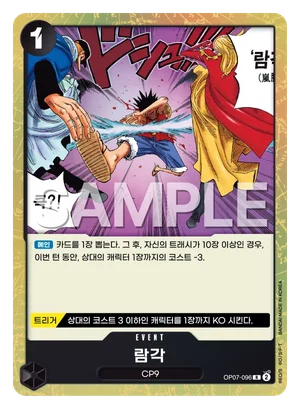 1
'람각
(嵐脚
큭?!
SAMPLE
메인 카드를 1장 뽑는다. 그 후, 자신의 트래시가 10장 이상인 경우,
이번 턴 동안, 상대의 캐릭터 1장까지의 코스트 -3.
트리거 상대의 코스트 3 이하인 캐릭터를 1장까지 KO 시킨다.
EVENT
람각
CP9
OP07-096 R 2